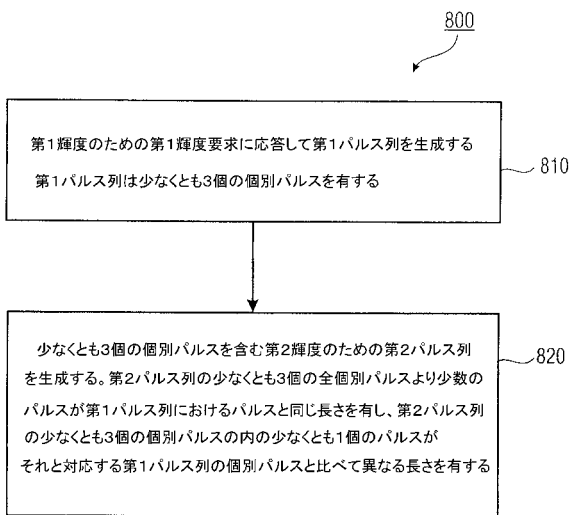 800
第1輝度のための第1輝度要求に応答して第1パルス列を生成する
第1パルス列は少なくとも3個の個別パルスを有する
810
少なくとも3個の個別パルスを含む第2輝度のための第2パルス列
を生成する。第2パルス列の少なくとも3個の全個別パルスより少数の
パルスが第1パルス列におけるパルスと同じ長さを有し、第2パルス列
の少なくとも3個の個別パルスの内の少なくとも1個のパルスが
それと対応する第1パルス列の個別パルスと比べて異なる長さを有する
820